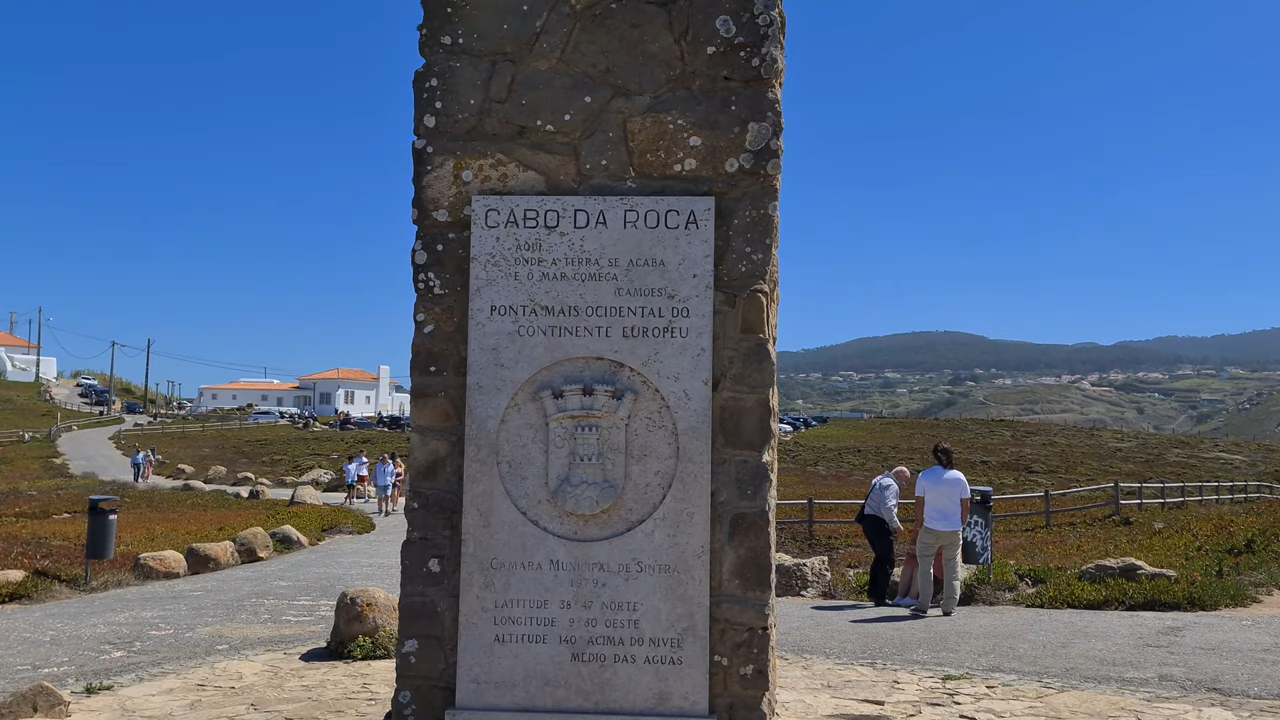 CABO DA ROCA
AQUI...
ONDE A TERRA SE ACABA
E O MAR COMEÇA...
(CAMÕES)
PONTA MAIS OCIDENTAL DO
CONTINENTE EUROPEU
CAMARA MUNICIPAL DE SINTRA
1979
LATITUDE 38° 47' NORTE
LONGITUDE 9° 30' OESTE
ALTITUDE 140 ACIMA DO NIVEL
MEDIO DAS AGUAS